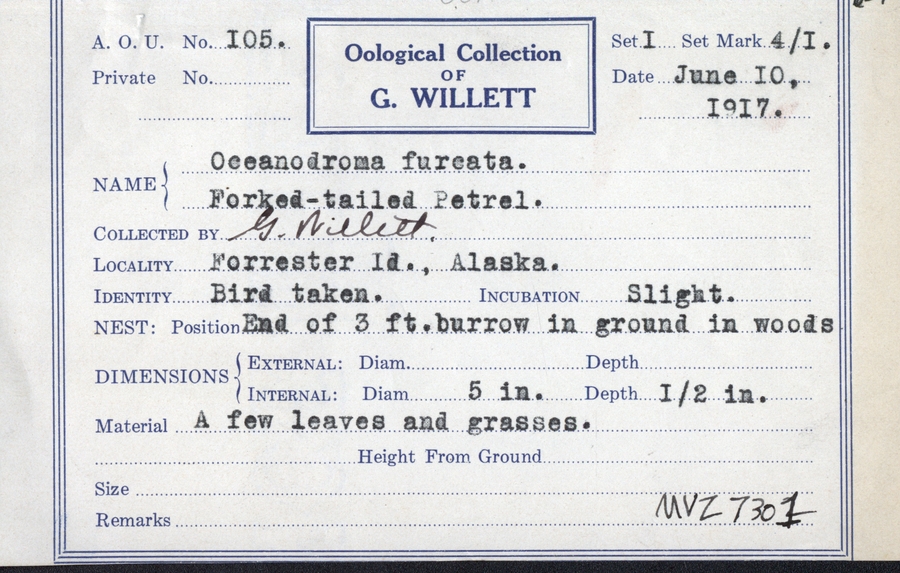 A. O. U. No. I05. Oological Collection Set I Set Mark 4/I.
Private No. OF Date June I0,
G. WILLETT I9I7.
NAME { Oceanodroma furcata.
Forked-tailed Petrel.
COLLECTED BY G. Willett.
LOCALITY Forrester Id., Alaska.
IDENTITY Bird taken. INCUBATION Slight.
NEST: Position End of 3 ft.burrow in ground in woods
DIMENSIONS { EXTERNAL: Diam. Depth
INTERNAL: Diam 5 in. Depth I/2 in.
Material A few leaves and grasses.
Height From Ground
Size
Remarks MVZ 7301